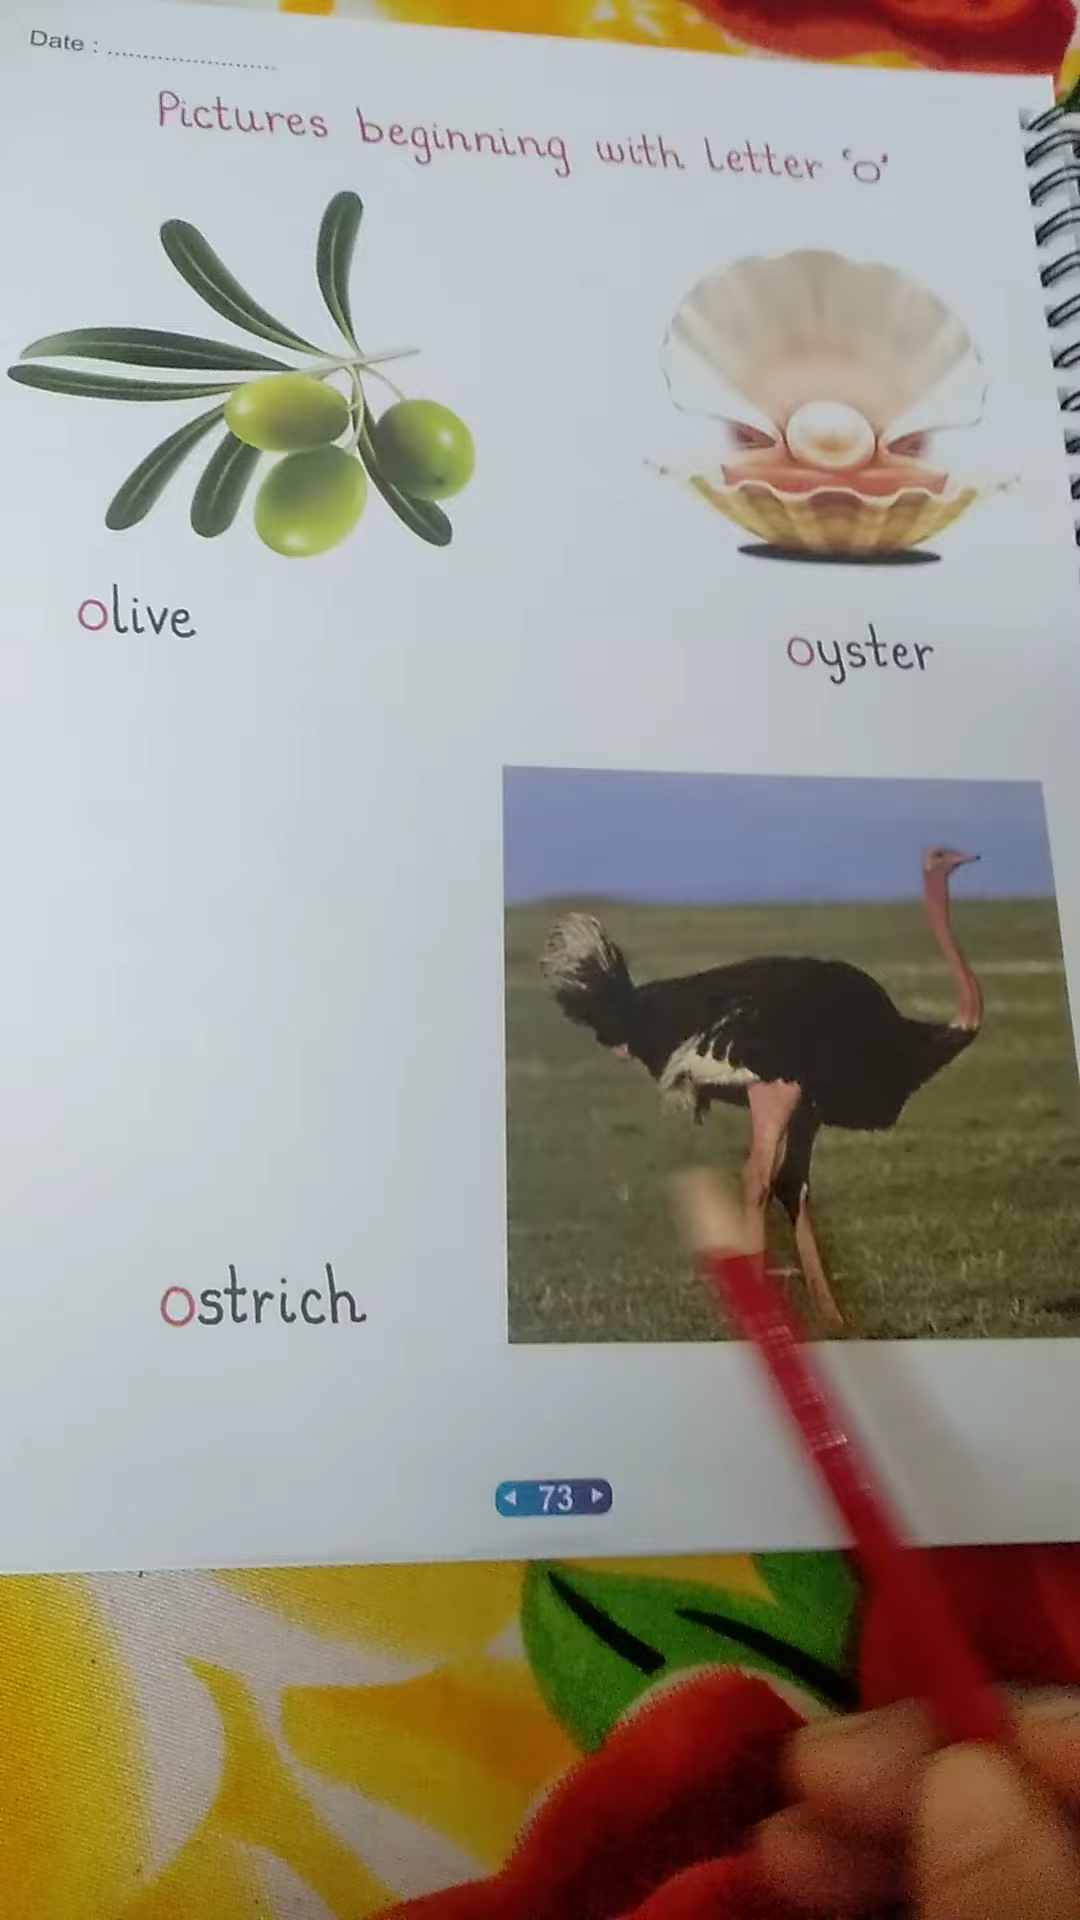 Date : ........................
Pictures beginning with letter 'o'
olive
oyster
ostrich
73